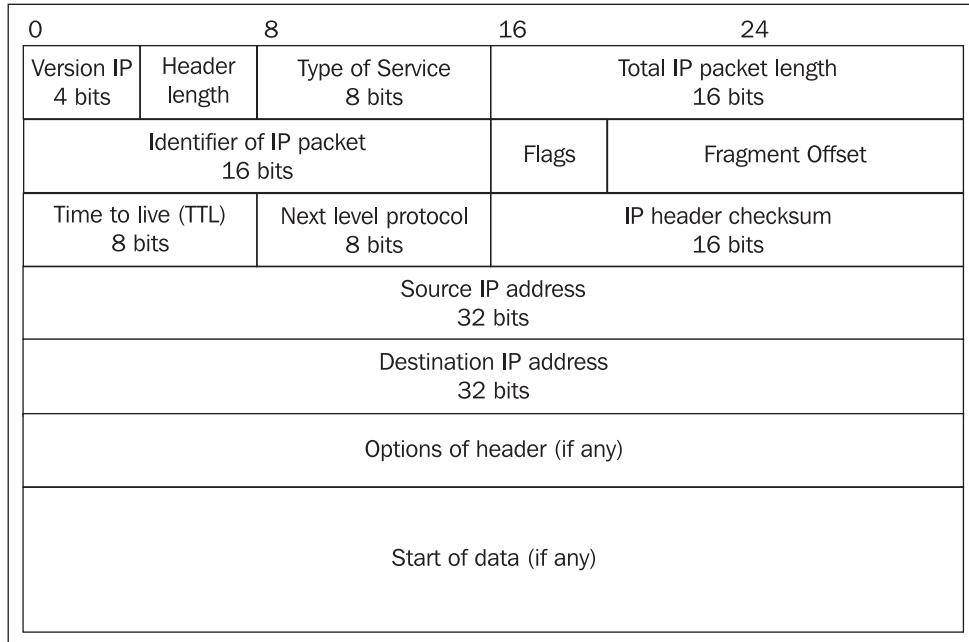 0 8 16 24
Version IP
4 bits
Header
length
Type of Service
8 bits
Total IP packet length
16 bits
Identifier of IP packet
16 bits
Flags
Fragment Offset
Time to live (TTL)
8 bits
Next level protocol
8 bits
IP header checksum
16 bits
Source IP address
32 bits
Destination IP address
32 bits
Options of header (if any)
Start of data (if any)